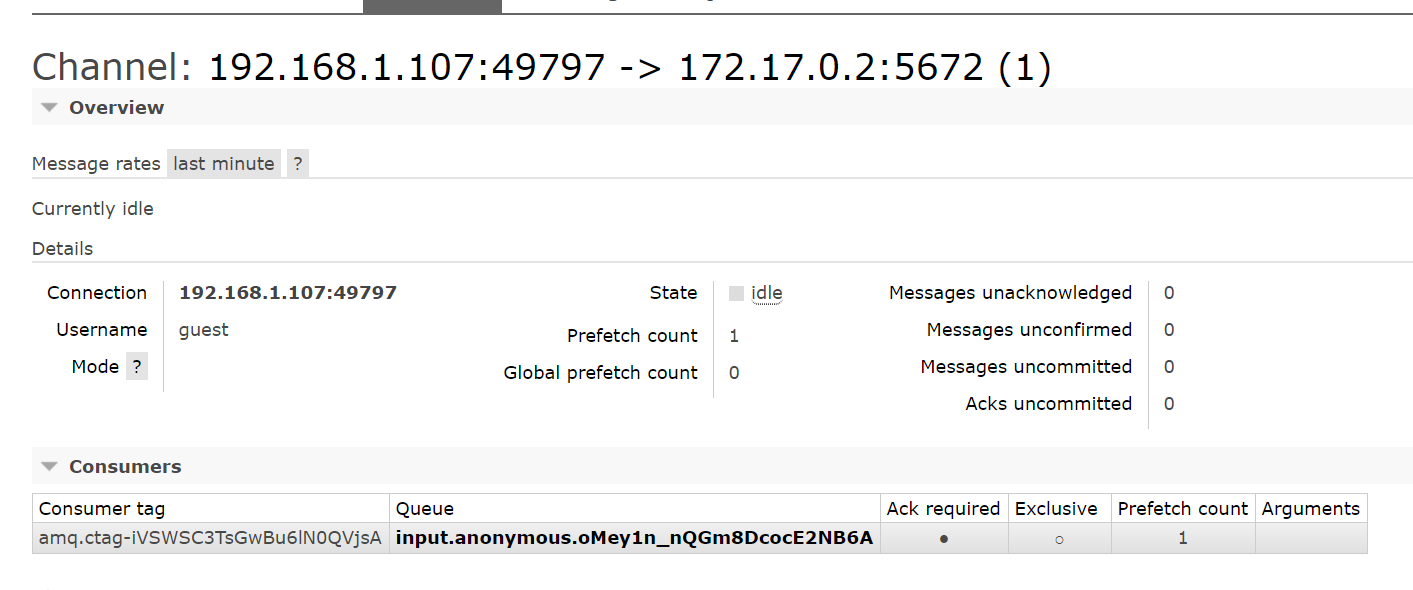 Channel: 192.168.1.107:49797 -> 172.17.0.2:5672 (1)
Overview
Message rates last minute ?
Currently idle
Details
Connection 192.168.1.107:49797
Username guest
Mode ?
State idle
Prefetch count 1
Global prefetch count 0
Messages unacknowledged 0
Messages unconfirmed 0
Messages uncommitted 0
Acks uncommitted 0
Consumers
Consumer tag Queue Ack required Exclusive Prefetch count Arguments
amq.ctag-iVSWSC3TsGwBu6lN0QVjsA input.anonymous.oMey1n_nQGm8DcocE2NB6A ● ○ 1